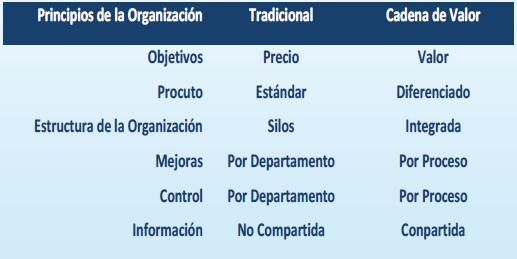 Principios de la Organización Tradicional Cadena de Valor
Objetivos Precio Valor
Procuto Estándar Diferenciado
Estructura de la Organización Silos Integrada
Mejoras Por Departamento Por Proceso
Control Por Departamento Por Proceso
Información No Compartida Conpartida